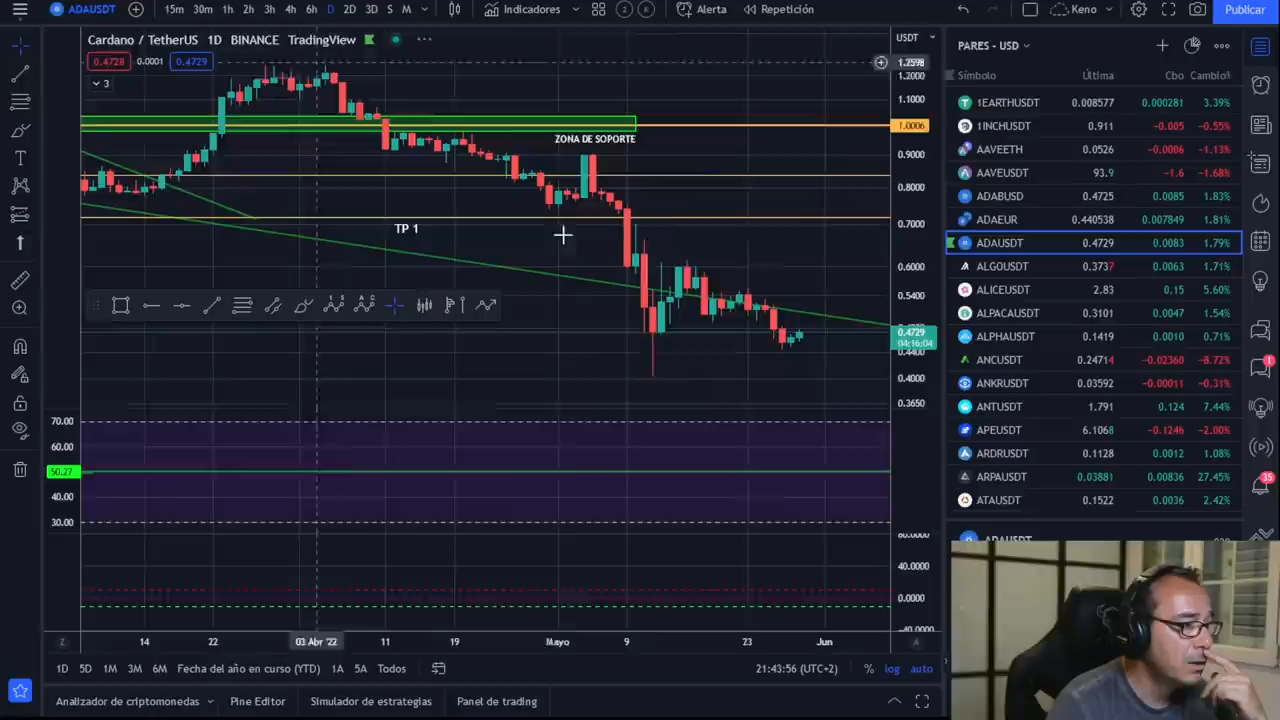 ADAUSDT
15m 30m 1h 2h 3h 4h 6h D 2D 3D S M
Indicadores
2
R
Alerta
Repetición
Keno
Publicar
Cardano / TetherUS 1D BINANCE TradingView
0.4728 0.0001 0.4729
3
USDT
1.2598
1.2000
1.1000
1.0006
0.9000
0.8000
0.7000
0.6000
0.5400
0.4729
04:16:04
0.4400
0.4000
0.3650
ZONA DE SOPORTE
TP 1
70.00
60.00
50.27
40.00
30.00
80.0000
40.0000
0.0000
-40.0000
Z
14 22 03 Abr '22 11 19 Mayo 9 23 Jun
A
1D 5D 1M 3M 6M Fecha del año en curso (YTD) 1A 5A Todos
21:43:56 (UTC+2)
% log auto
Analizador de criptomonedas Pine Editor Simulador de estrategias Panel de trading
PARES - USD
Símbolo Última Cbo Cambio%
1EARTHUSDT 0.008577 0.000281 3.39%
1INCHUSDT 0.911 -0.005 -0.55%
AAVEETH 0.0526 -0.0006 -1.13%
AAVEUSDT 93.9 -1.6 -1.68%
ADABUSD 0.4725 0.0085 1.83%
ADAEUR 0.440538 0.007849 1.81%
ADAUSDT 0.4729 0.0083 1.79%
ALGOUSDT 0.3737 0.0063 1.71%
ALICEUSDT 2.83 0.15 5.60%
ALPACAUSDT 0.3101 0.0047 1.54%
ALPHAUSDT 0.1419 0.0010 0.71%
ANCUSDT 0.24714 -0.02360 -8.72%
ANKRUSDT 0.03592 -0.00011 -0.31%
ANTUSDT 1.791 0.124 7.44%
APEUSDT 6.1068 -0.1246 -2.00%
ARDRUSDT 0.1128 0.0012 1.08%
ARPAUSDT 0.03881 0.00836 27.45%
ATAUSDT 0.1522 0.0036 2.42%
ADAUSDT
1
35